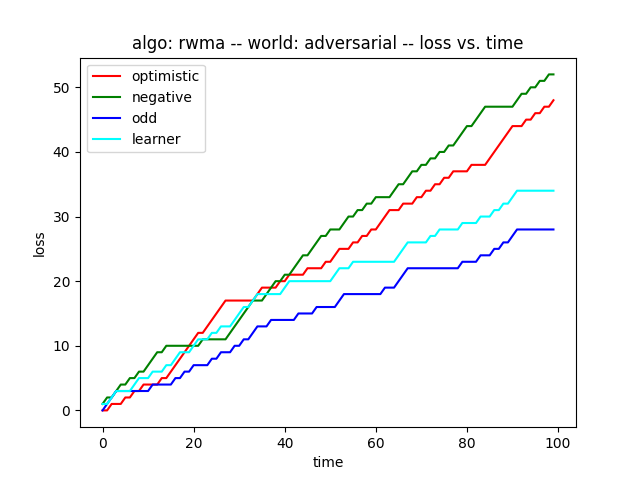 algo: rwma -- world: adversarial -- loss vs. time
optimistic
negative
odd
learner
50
40
30
20
10
0
loss
0 20 40 60 80 100
time